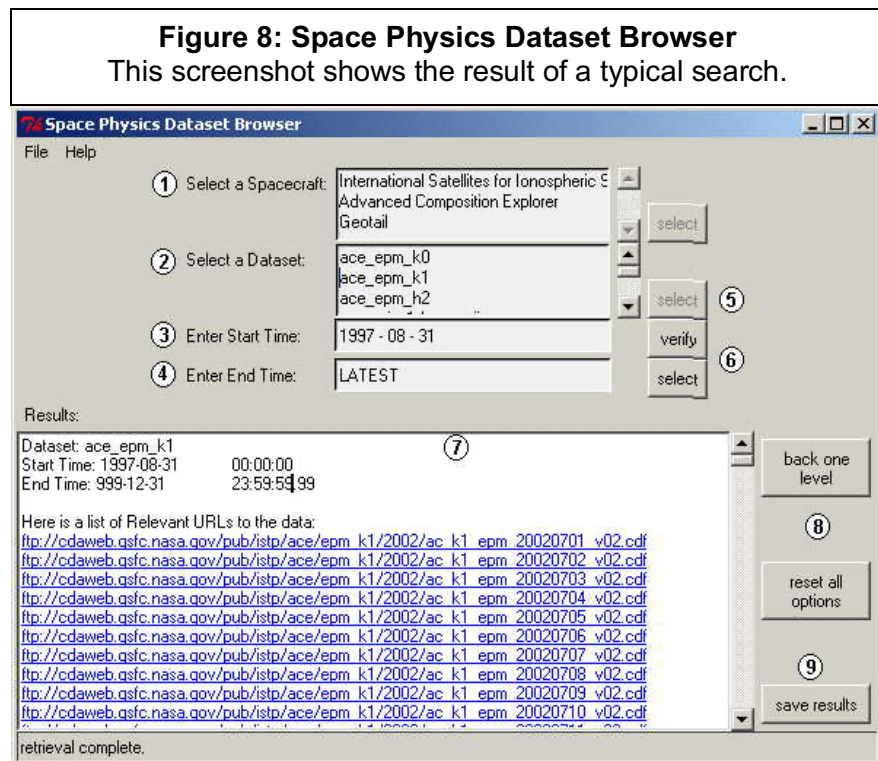 Figure 8: Space Physics Dataset Browser
This screenshot shows the result of a typical search.
Space Physics Dataset Browser
File Help
1 Select a Spacecraft:
International Satellites for Ionospheric S
Advanced Composition Explorer
Geotail
select
2 Select a Dataset:
ace_epm_k0
ace_epm_k1
ace_epm_h2
select 5
3 Enter Start Time: 1997 - 08 - 31 verify
6
4 Enter End Time: LATEST select
Results:
7
Dataset: ace_epm_k1
Start Time: 1997-08-31 00:00:00
End Time: 999-12-31 23:59:59.99
Here is a list of Relevant URLs to the data:
ftp://cdaweb.gsfc.nasa.gov/pub/istp/ace/epm_k1/2002/ac_k1_epm_20020701_v02.cdf
ftp://cdaweb.gsfc.nasa.gov/pub/istp/ace/epm_k1/2002/ac_k1_epm_20020702_v02.cdf
ftp://cdaweb.gsfc.nasa.gov/pub/istp/ace/epm_k1/2002/ac_k1_epm_20020703_v02.cdf
ftp://cdaweb.gsfc.nasa.gov/pub/istp/ace/epm_k1/2002/ac_k1_epm_20020704_v02.cdf
ftp://cdaweb.gsfc.nasa.gov/pub/istp/ace/epm_k1/2002/ac_k1_epm_20020705_v02.cdf
ftp://cdaweb.gsfc.nasa.gov/pub/istp/ace/epm_k1/2002/ac_k1_epm_20020706_v02.cdf
ftp://cdaweb.gsfc.nasa.gov/pub/istp/ace/epm_k1/2002/ac_k1_epm_20020707_v02.cdf
ftp://cdaweb.gsfc.nasa.gov/pub/istp/ace/epm_k1/2002/ac_k1_epm_20020708_v02.cdf
ftp://cdaweb.gsfc.nasa.gov/pub/istp/ace/epm_k1/2002/ac_k1_epm_20020709_v02.cdf
ftp://cdaweb.gsfc.nasa.gov/pub/istp/ace/epm_k1/2002/ac_k1_epm_20020710_v02.cdf
back one
level
8
reset all
options
9
save results
retrieval complete.